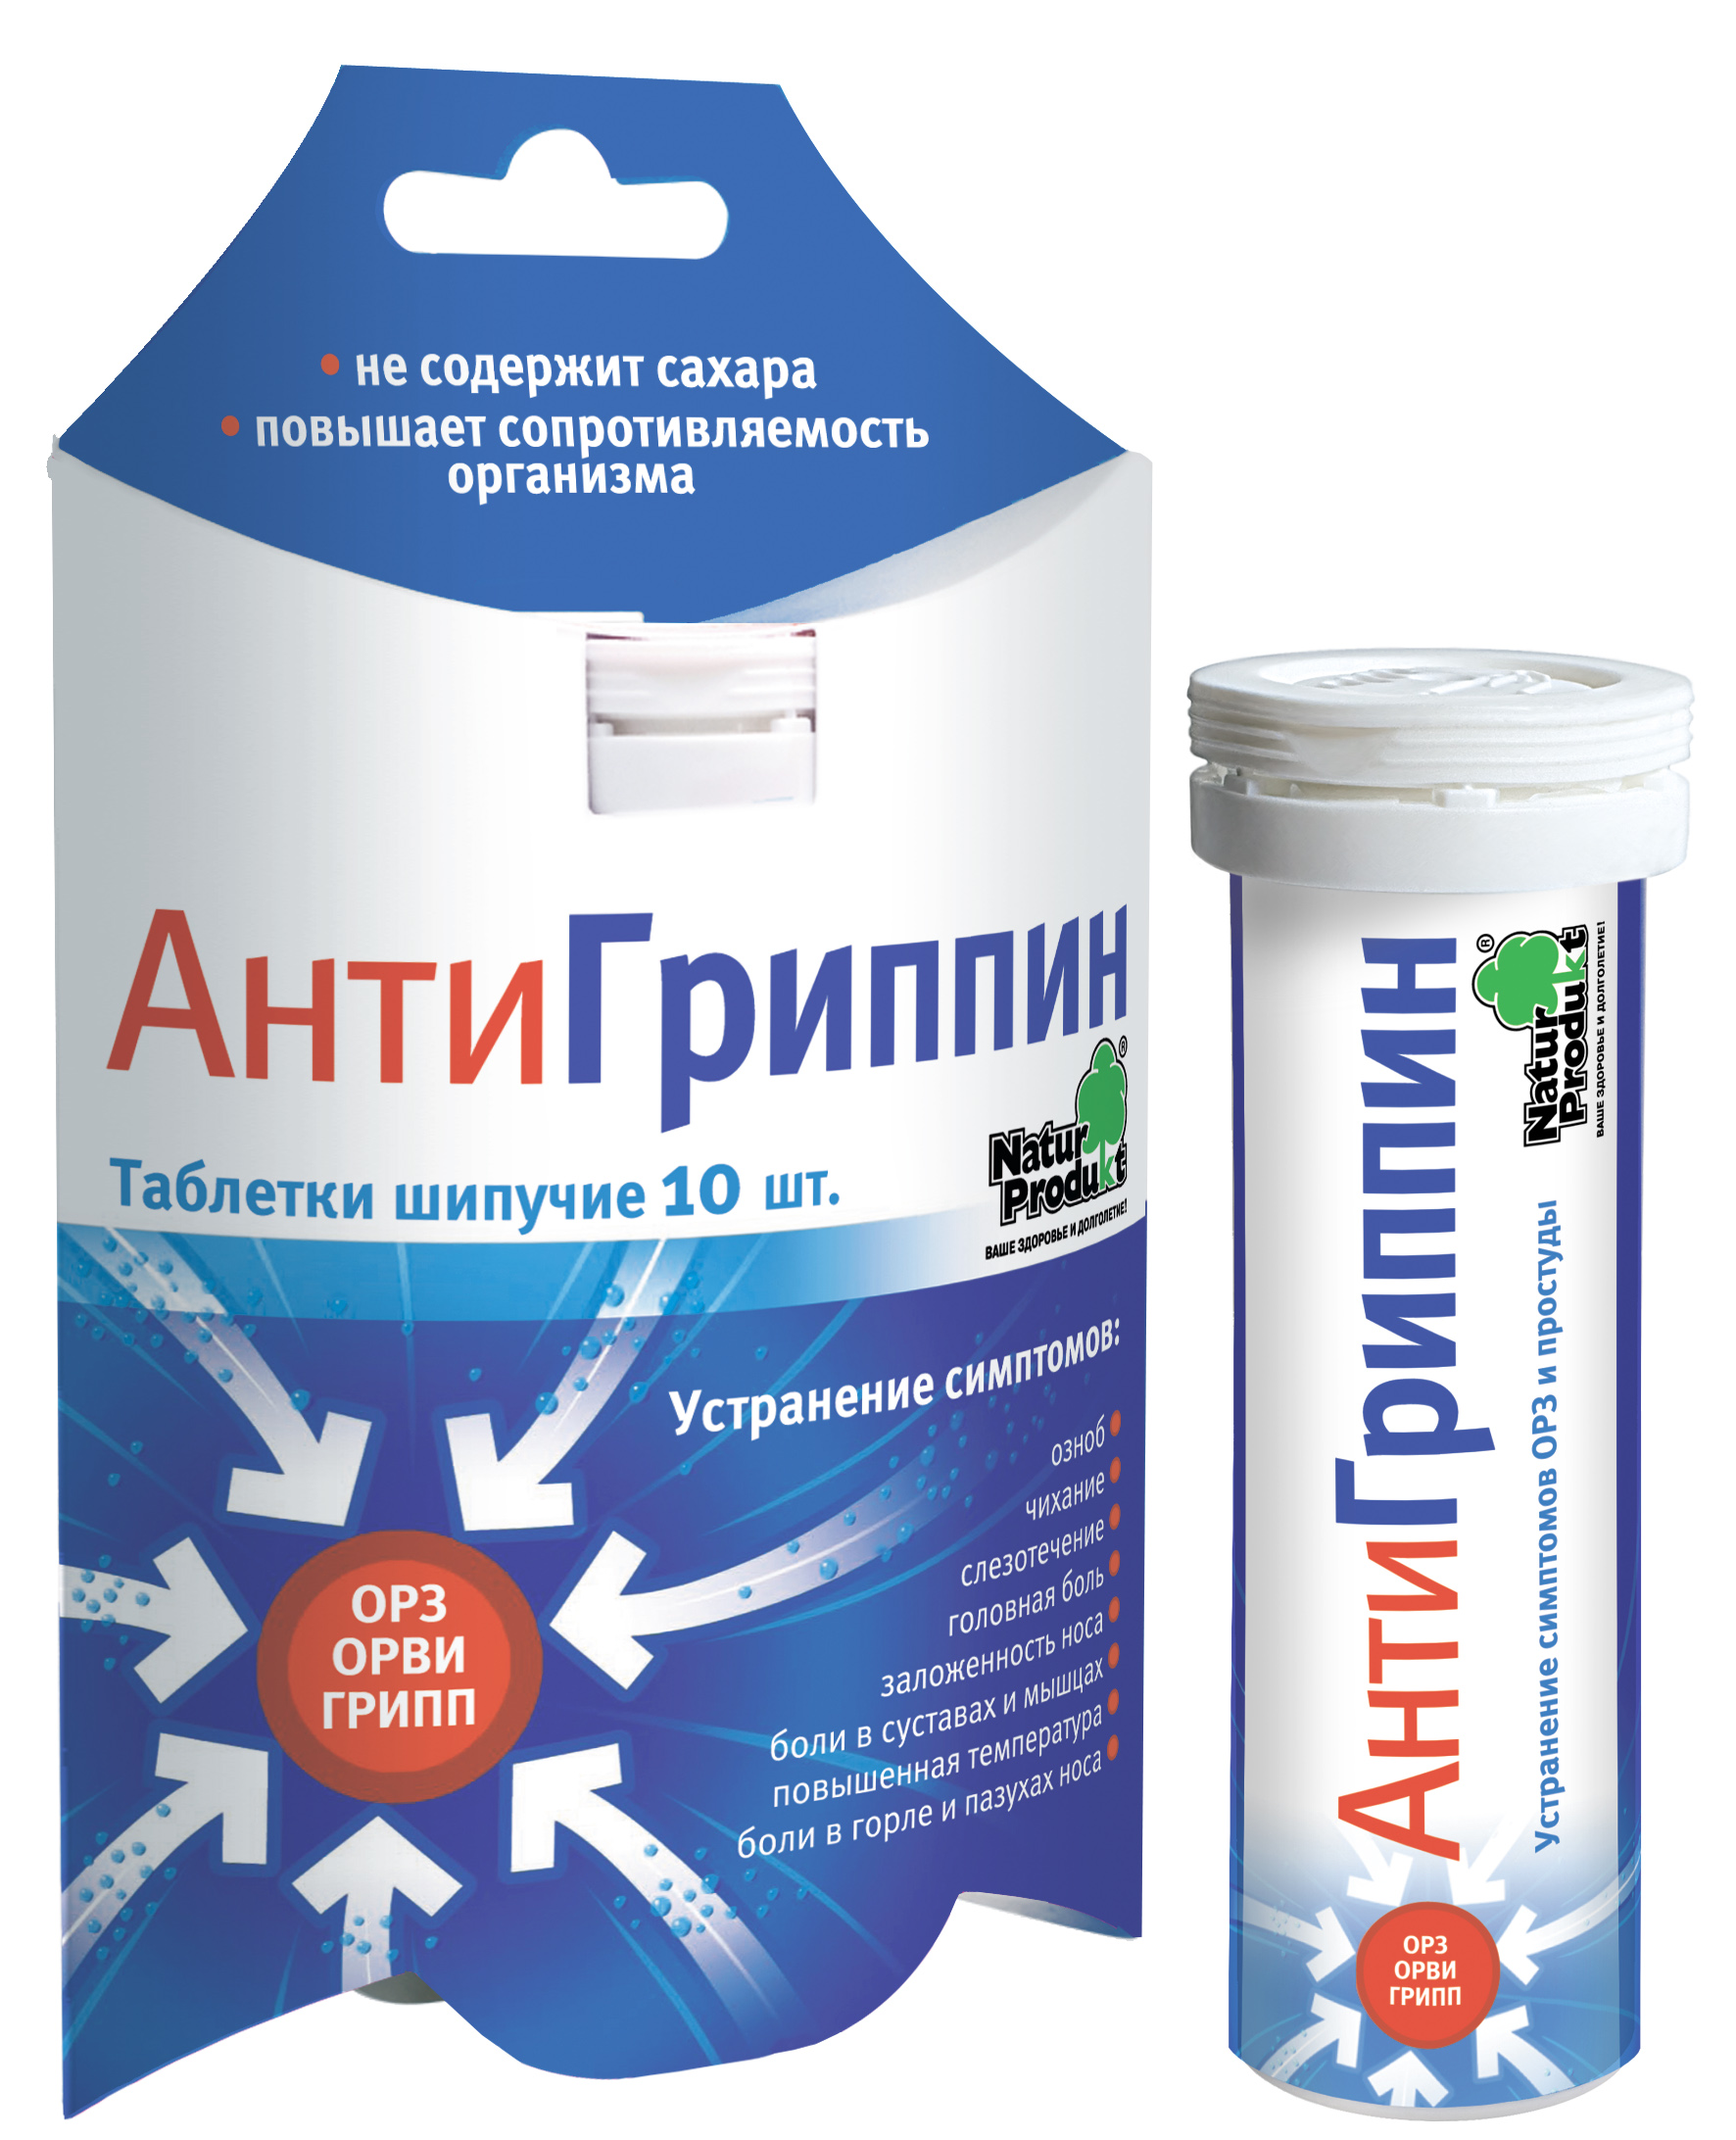 • не содержит сахара
• повышает сопротивляемость
организма
АнтиГриппин
Таблетки шипучие 10 шт.
Natur ®
Produkt
ВАШЕ ЗДОРОВЬЕ И ДОЛГОЛЕТИЕ!
Устранение симптомов:
озноб •
чихание •
слезотечение •
головная боль •
заложенность носа •
боли в суставах и мышцах •
повышенная температура •
боли в горле и пазухах носа •
ОРЗ
ОРВИ
ГРИПП
АнтиГриппин
Устранение симптомов ОРЗ и простуды
Natur ®
Produkt
ВАШЕ ЗДОРОВЬЕ И ДОЛГОЛЕТИЕ!
ОРЗ
ОРВИ
ГРИПП